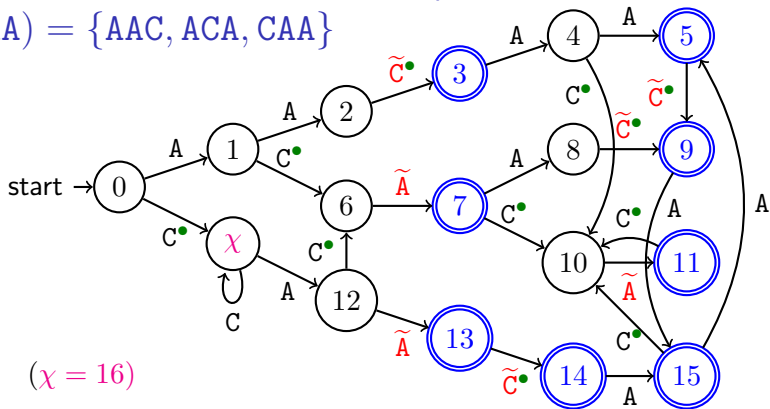 A) = {AAC, ACA, CAA}
A
4
A
5
C̃•
3
A
C•
C̃•
A
2
C̃•
A
1
C•
A
8
9
start
0
6
Ã
7
C•
A
A
C•
χ
C•
C•
10
11
Ã
C
A
12
Ã
13
C̃•
14
A
C•
15
(χ = 16)